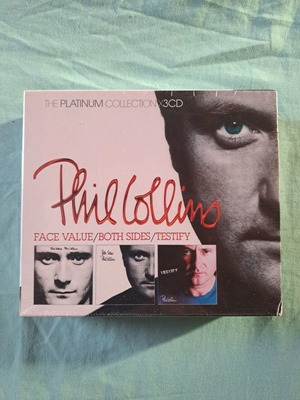 THE PLATINUM COLLECTION 3CD
Phil Collins
FACE VALUE/BOTH SIDES/TESTIFY
TESTIFY